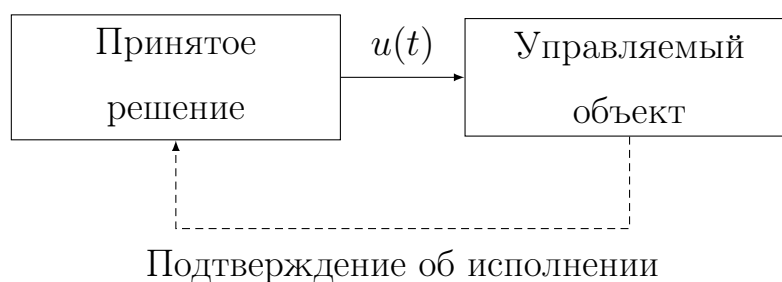 Принятое
решение
u(t)
Управляемый
объект
Подтверждение об исполнении